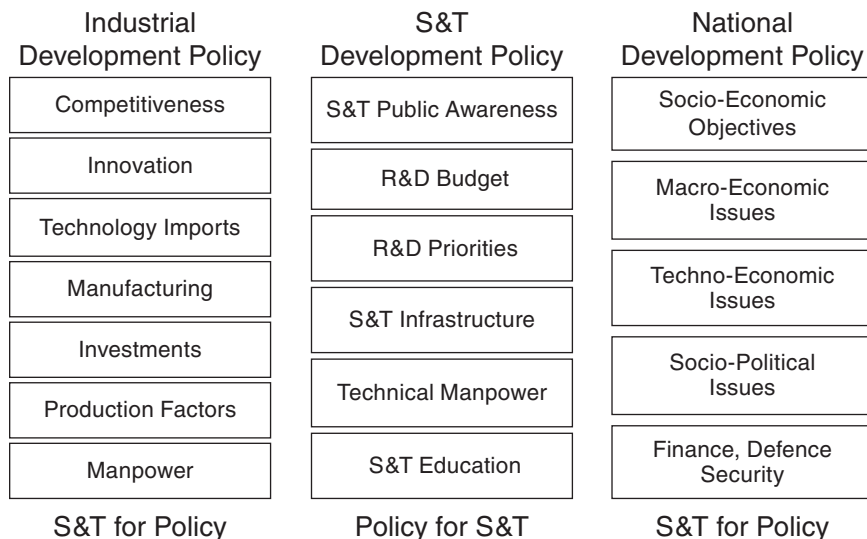 Industrial
Development Policy
Competitiveness
Innovation
Technology Imports
Manufacturing
Investments
Production Factors
Manpower
S&T for Policy
S&T
Development Policy
S&T Public Awareness
R&D Budget
R&D Priorities
S&T Infrastructure
Technical Manpower
S&T Education
Policy for S&T
National
Development Policy
Socio-Economic
Objectives
Macro-Economic
Issues
Techno-Economic
Issues
Socio-Political
Issues
Finance, Defence
Security
S&T for Policy